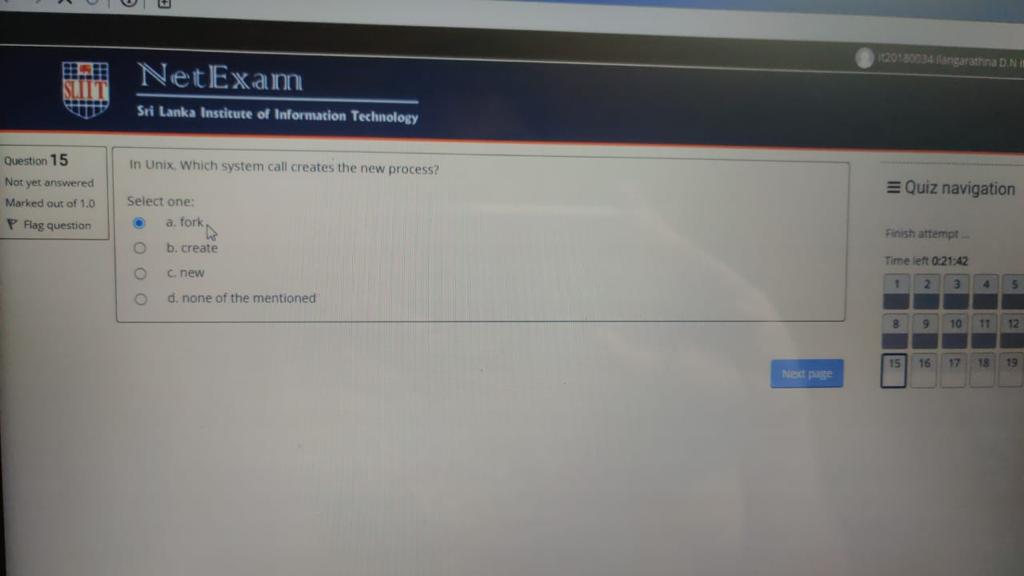 it20180034 Ilangarathna D.N
SLIIT
NetExam
Sri Lanka Institute of Information Technology
Question 15
Not yet answered
Marked out of 1.0
Flag question
In Unix, Which system call creates the new process?
Select one:
a. fork
b. create
c. new
d. none of the mentioned
Next page
Quiz navigation
Finish attempt ...
Time left 0:21:42
1 2 3 4 5
8 9 10 11 12
15 16 17 18 19